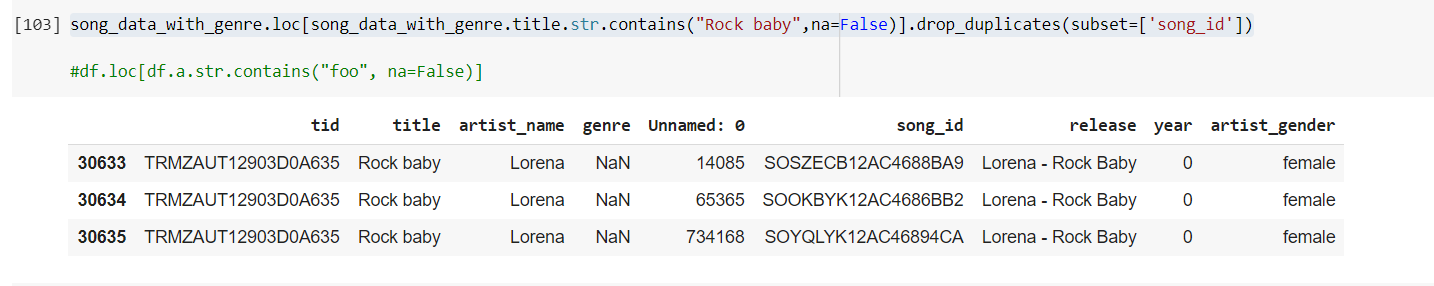 [103] song_data_with_genre.loc[song_data_with_genre.title.str.contains("Rock baby",na=False)].drop_duplicates(subset=['song_id'])
#df.loc[df.a.str.contains("foo", na=False)]
tid title artist_name genre Unnamed: 0 song_id release year artist_gender
30633 TRMZAUT12903D0A635 Rock baby Lorena NaN 14085 SOSZECB12AC4688BA9 Lorena - Rock Baby 0 female
30634 TRMZAUT12903D0A635 Rock baby Lorena NaN 65365 SOOKBYK12AC4686BB2 Lorena - Rock Baby 0 female
30635 TRMZAUT12903D0A635 Rock baby Lorena NaN 734168 SOYQLYK12AC46894CA Lorena - Rock Baby 0 female